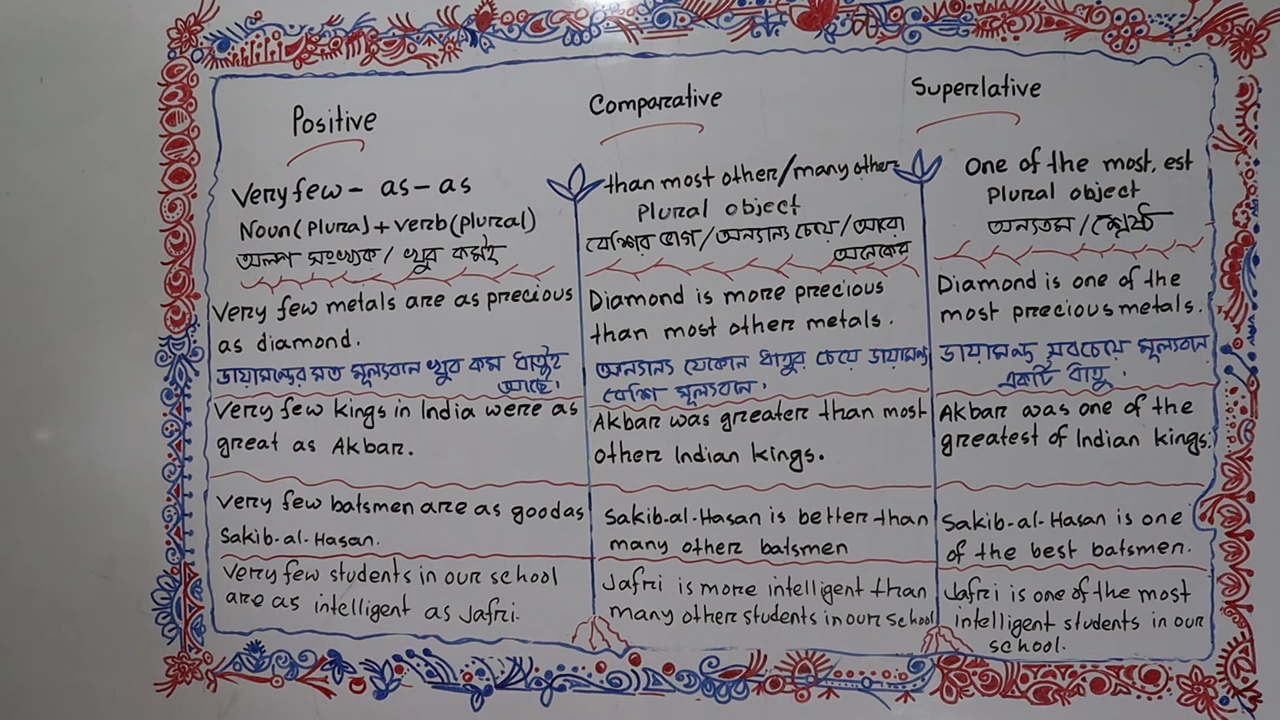 Positive
Very few - as - as
Noun(Plura) + verb(plural)
অল্প সংখ্যক / খুব কমই
Very few metals are as precious
as diamond.
ডায়মন্ডের মত মূল্যবান খুব কম ধাতুই
আছে.
Very few kings in India were as
great as Akbar.
Very few batsmen are as goodas
Sakib-al-Hasan.
Very few students in our school
are as intelligent as Jafri.
Comparative
than most other/many other
Plural object
বেশির ভাগ/অন্যান্য চেয়ে/আরো
অনেকের
Diamond is more precious
than most other metals.
অন্যান্য যেকোন ধাতুর চেয়ে ডায়মন্ড
বেশি মূল্যবান.
Akbar was greater than most
other Indian kings.
Sakib-al-Hasan is better than
many other batsmen
Jafri is more intelligent than
many other students in our school
Superlative
One of the most, est
Plural object
অন্যতম / শ্রেষ্ঠ
Diamond is one of the
most precious metals.
ডায়মন্ড সবচেয়ে মূল্যবান
একটি ধাতু.
Akbar was one of the
greatest of Indian kings.
Sakib-al-Hasan is one
of the best batsmen.
Jafri is one of the most
intelligent students in our
school.